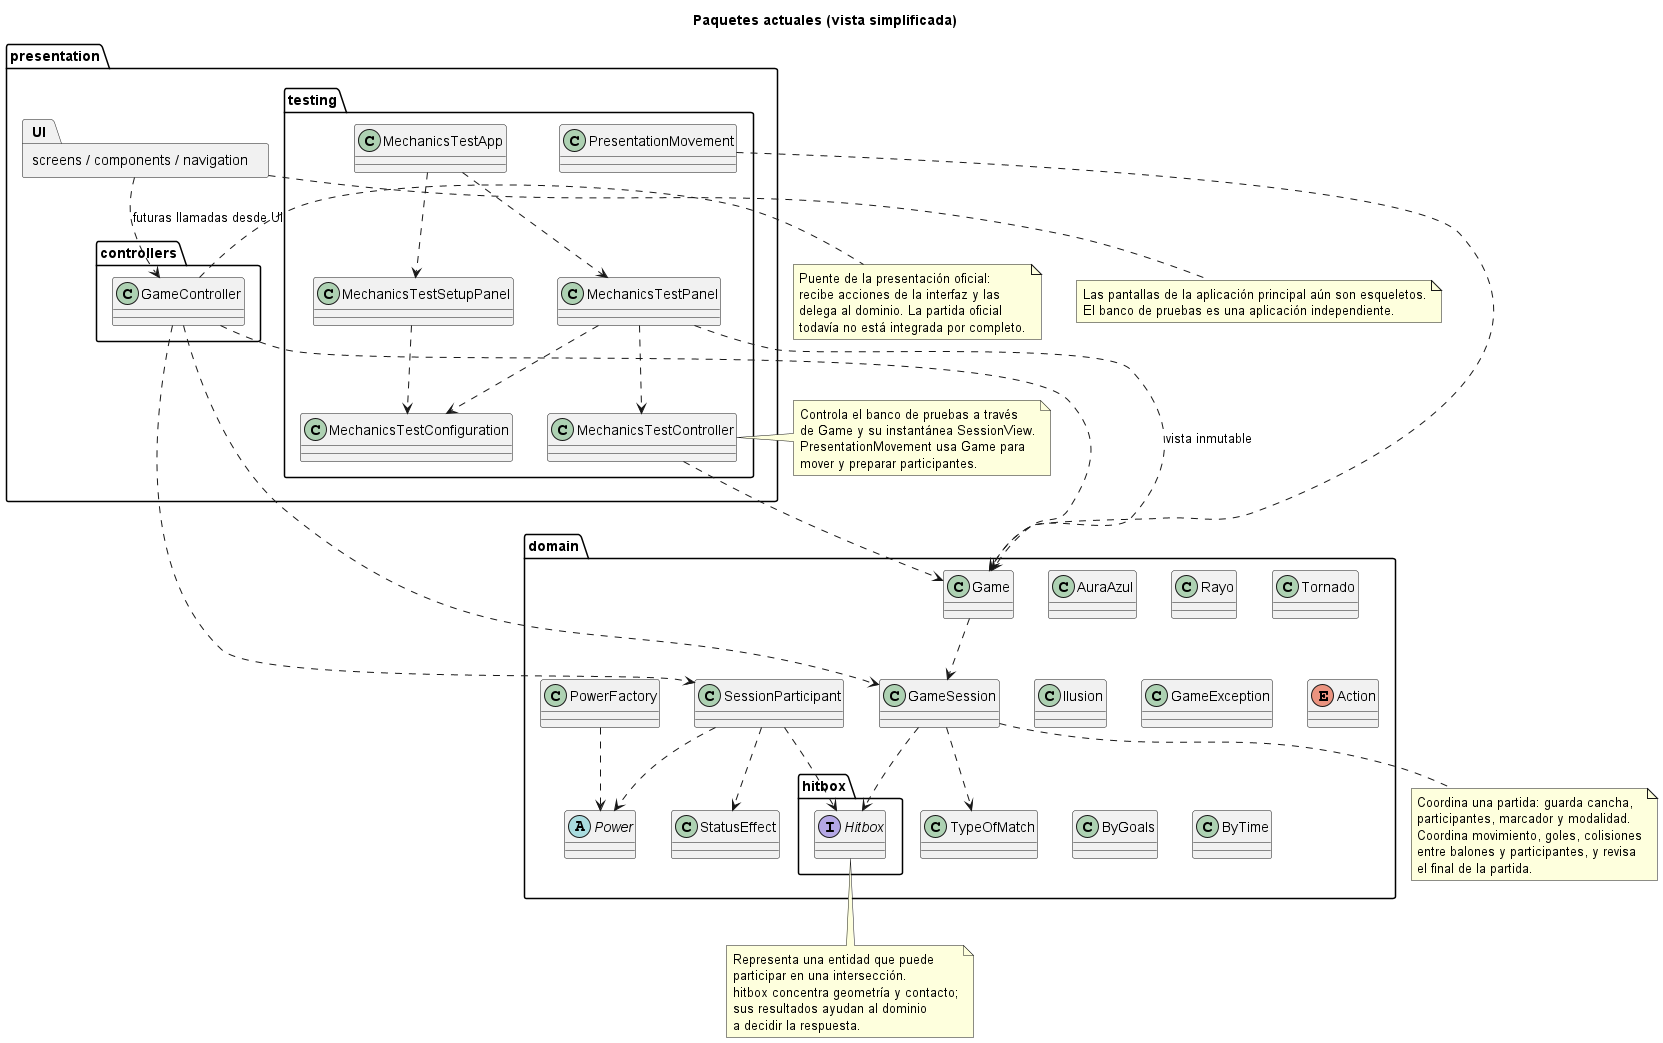 Paquetes actuales (vista simplificada)
presentation
testing
UI
screens / components / navigation
C MechanicsTestApp
C PresentationMovement
futuras llamadas desde UI
controllers
C GameController
C MechanicsTestSetupPanel
C MechanicsTestPanel
Puente de la presentación oficial:
recibe acciones de la interfaz y las
delega al dominio. La partida oficial
todavía no está integrada por completo.
Las pantallas de la aplicación principal aún son esqueletos.
El banco de pruebas es una aplicación independiente.
C MechanicsTestConfiguration
C MechanicsTestController
Controla el banco de pruebas a través
de Game y su instantánea SessionView.
PresentationMovement usa Game para
mover y preparar participantes.
vista inmutable
domain
C Game
C AuraAzul
C Rayo
C Tornado
C PowerFactory
C SessionParticipant
C GameSession
C Ilusion
C GameException
E Action
hitbox
A Power
C StatusEffect
I Hitbox
C TypeOfMatch
C ByGoals
C ByTime
Coordina una partida: guarda cancha,
participantes, marcador y modalidad.
Coordina movimiento, goles, colisiones
entre balones y participantes, y revisa
el final de la partida.
Representa una entidad que puede
participar en una intersección.
hitbox concentra geometría y contacto;
sus resultados ayudan al dominio
a decidir la respuesta.